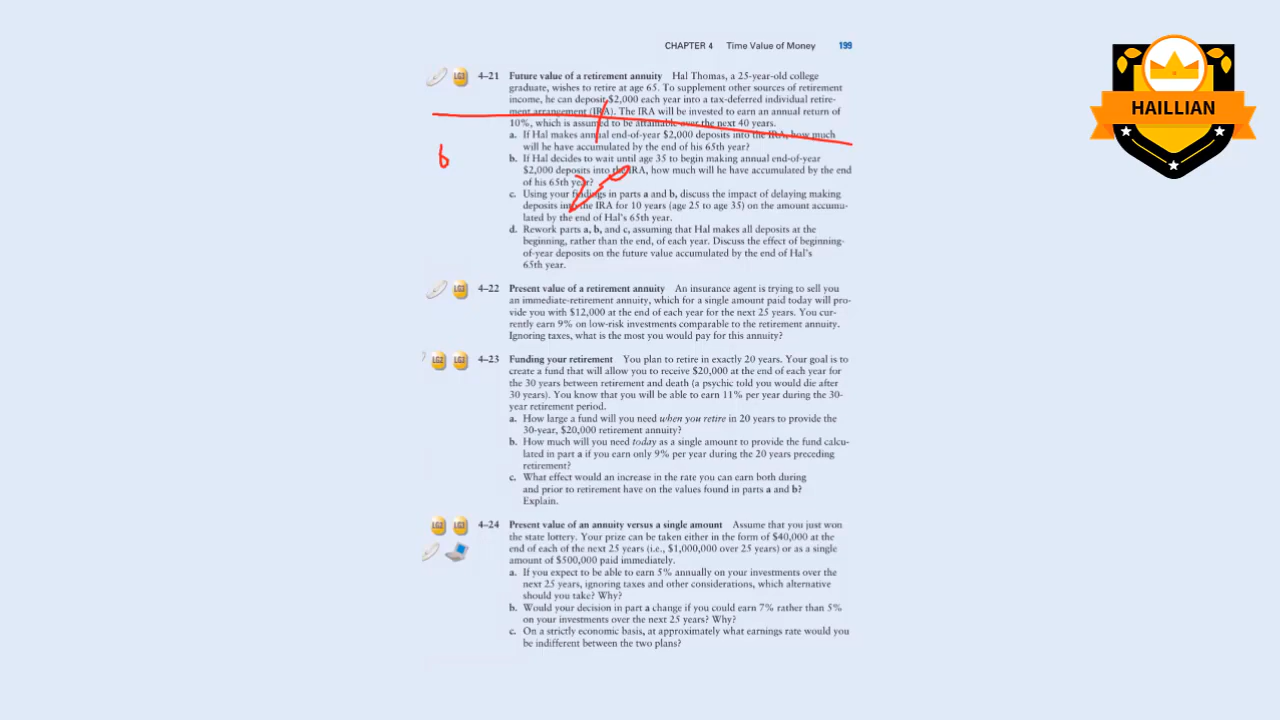 CHAPTER 4 Time Value of Money 199
LG3 4–21 Future value of a retirement annuity Hal Thomas, a 25-year-old college
graduate, wishes to retire at age 65. To supplement other sources of retirement
income, he can deposit $2,000 each year into a tax-deferred individual retire-
ment arrangement (IRA). The IRA will be invested to earn an annual return of
10%, which is assumed to be attainable over the next 40 years.
a. If Hal makes annual end-of-year $2,000 deposits into the IRA, how much
will he have accumulated by the end of his 65th year?
b. If Hal decides to wait until age 35 to begin making annual end-of-year
$2,000 deposits into the IRA, how much will he have accumulated by the end
of his 65th year?
c. Using your findings in parts a and b, discuss the impact of delaying making
deposits into the IRA for 10 years (age 25 to age 35) on the amount accumu-
lated by the end of Hal's 65th year.
d. Rework parts a, b, and c, assuming that Hal makes all deposits at the
beginning, rather than the end, of each year. Discuss the effect of beginning-
of-year deposits on the future value accumulated by the end of Hal's
65th year.
LG3 4–22 Present value of a retirement annuity An insurance agent is trying to sell you
an immediate-retirement annuity, which for a single amount paid today will pro-
vide you with $12,000 at the end of each year for the next 25 years. You cur-
rently earn 9% on low-risk investments comparable to the retirement annuity.
Ignoring taxes, what is the most you would pay for this annuity?
LG2 LG3 4–23 Funding your retirement You plan to retire in exactly 20 years. Your goal is to
create a fund that will allow you to receive $20,000 at the end of each year for
the 30 years between retirement and death (a psychic told you would die after
30 years). You know that you will be able to earn 11% per year during the 30-
year retirement period.
a. How large a fund will you need when you retire in 20 years to provide the
30-year, $20,000 retirement annuity?
b. How much will you need today as a single amount to provide the fund calcu-
lated in part a if you earn only 9% per year during the 20 years preceding
retirement?
c. What effect would an increase in the rate you can earn both during
and prior to retirement have on the values found in parts a and b?
Explain.
LG2 LG3 4–24 Present value of an annuity versus a single amount Assume that you just won
the state lottery. Your prize can be taken either in the form of $40,000 at the
end of each of the next 25 years (i.e., $1,000,000 over 25 years) or as a single
amount of $500,000 paid immediately.
a. If you expect to be able to earn 5% annually on your investments over the
next 25 years, ignoring taxes and other considerations, which alternative
should you take? Why?
b. Would your decision in part a change if you could earn 7% rather than 5%
on your investments over the next 25 years? Why?
c. On a strictly economic basis, at approximately what earnings rate would you
be indifferent between the two plans?
b
HAILLIAN